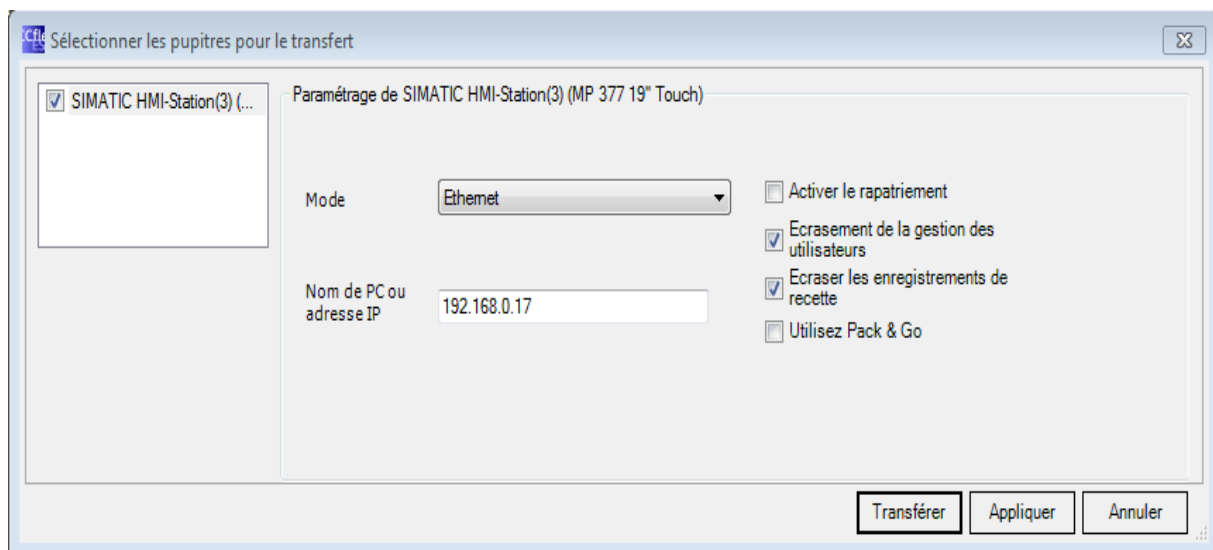 Sélectionner les pupitres pour le transfert
SIMATIC HMI-Station(3) (...
Paramétrage de SIMATIC HMI-Station(3) (MP 377 19" Touch)
Mode
Ethernet
Activer le rapatriement
Ecrasement de la gestion des
utilisateurs
Ecraser les enregistrements de
recette
Nom de PC ou
adresse IP
192.168.0.17
Utilisez Pack & Go
Transférer
Appliquer
Annuler